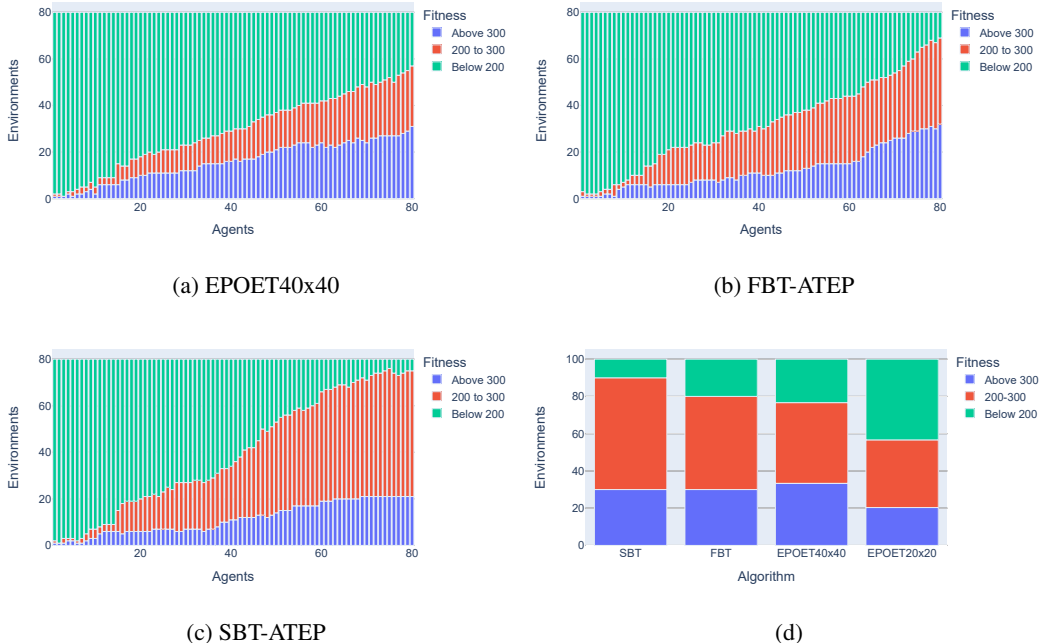 80
60
40
20
0
Environments
20
40
60
80
Agents
Fitness
Above 300
200 to 300
Below 200
(a) EPOET40x40
80
60
40
20
0
Environments
20
40
60
80
Agents
Fitness
Above 300
200 to 300
Below 200
(b) FBT-ATEP
80
60
40
20
0
Environments
20
40
60
80
Agents
Fitness
Above 300
200 to 300
Below 200
(c) SBT-ATEP
100
80
60
40
20
0
Environments
SBT
FBT
EPOET40x40
EPOET20x20
Algorithm
Fitness
Above 300
200-300
Below 200
(d)